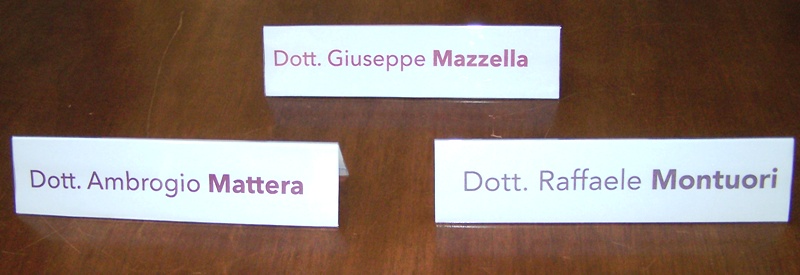 Dott. Giuseppe Mazzella
Dott. Ambrogio Mattera
Dott. Raffaele Montuori